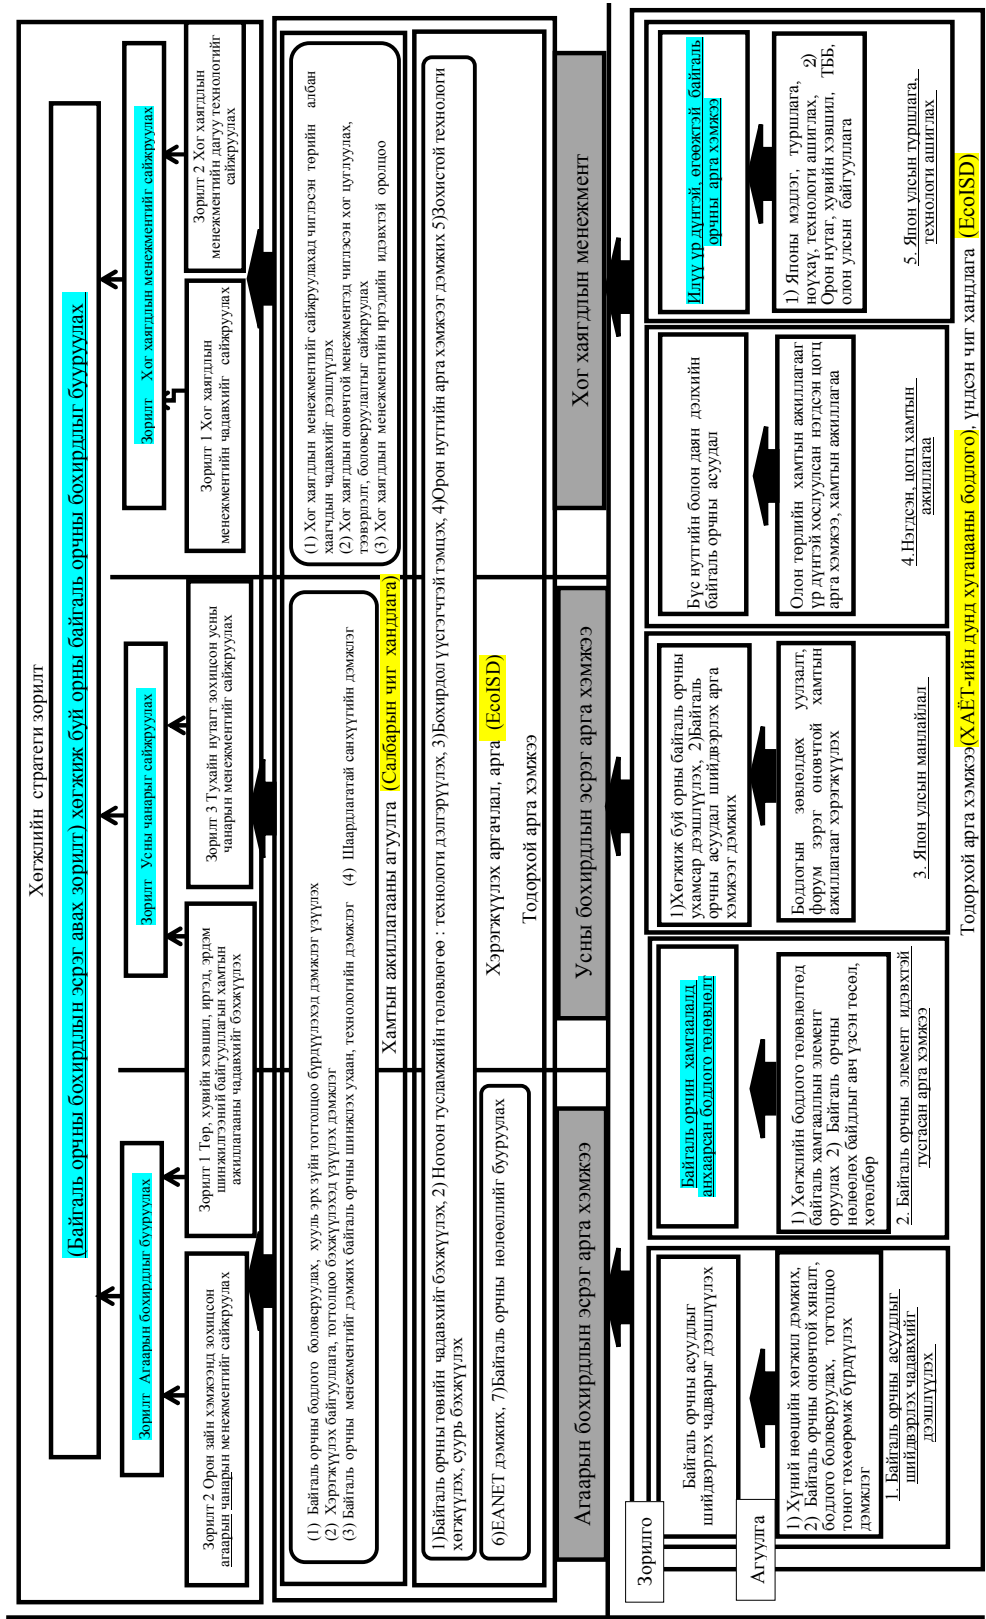 Хөгжлийн стратеги зорилт
(Байгаль орчны бохирдлын эсрэг авах зорилт) хөгжиж буй орны байгаль орчны бохирдлыг бууруулах
Зорилт Агаарын бохирдлыг бууруулах
Зорилт Усны чанарыг сайжруулах
Зорилт Хог хаягдлын менежментийг сайжруулах
Зорилт 2 Орон зайн хэмжээнд зохицсон
агаарын чанарын менежментийг сайжруулах
Зорилт 1 Төр, хувийн хэвшил, иргэд, эрдэм
шинжилгээний байгууллагын хамтын
ажиллагааны чадавхийг бэхжүүлэх
Зорилт 3 Тухайн нутагт зохицсон усны
чанарын менежментийг сайжруулах
Зорилт 1 Хог хаягдлын
менежментийн чадавхийг сайжруулах
Зорилт 2 Хог хаягдлын
менежментийн дагуу технологийг
сайжруулах
(1) Байгаль орчны бодлого боловсруулах, хууль эрх зүйн тогтолцоо бүрдүүлэхэд дэмжлэг үзүүлэх
(2) Хэрэгжүүлэх байгууллага, тогтолцоо бэхжүүлэхэд үзүүлэх дэмжлэг
(3) Байгаль орчны менежментийг дэмжих байгаль орчны шинжлэх ухаан, технологийн дэмжлэг (4) Шаардлагатай санхүүгийн дэмжлэг
(1) Хог хаягдлын менежментийг сайжруулахад чиглэсэн төрийн албан
хаагчдын чадавхийг дээшлүүлэх
(2) Хог хаягдлын оновчтой менежментэд чиглэсэн хог цуглуулах,
тээвэрлэлт, боловсруулалтыг сайжруулах
(3) Хог хаягдлын менежментийн иргэдийн идэвхтэй оролцоо
Хамтын ажиллагааны агуулга (Салбарын чиг хандлага)
1)Байгаль орчны төвийн чадавхийг бэхжүүлэх, 2) Ногоон тусламжийн төлөвлөгөө : технологи дэлгэрүүлэх, 3)Бохирдол үүсгэгчтэй тэмцэх, 4)Орон нутгийн арга хэмжээг дэмжих 5)Зохистой технологи
хөгжүүлэх, суурь бэхжүүлэх
6)EANET дэмжих, 7)Байгаль орчны нөлөөллийг бууруулах
Хэрэгжүүлэх аргачлал, арга (EcoISD)
Тодорхой арга хэмжээ
Агаарын бохирдлын эсрэг арга хэмжээ
Усны бохирдлын эсрэг арга хэмжээ
Хог хаягдлын менежмент
Зорилго
Байгаль орчны асуудлыг
шийдвэрлэх чадварыг дээшлүүлэх
Агуулга
1) Хүний нөөцийн хөгжил дэмжих,
2) Байгаль орчны оновчтой хяналт,
бодлого боловсруулах, тогтолцоо
тоног төхөөрөмж бүрдүүлэх
дэмжлэг
1. Байгаль орчны асуудлыг
шийдвэрлэх чадавхийг
дээшлүүлэх
Байгаль орчин хамгаалалд
анхаарсан бодлого төлөвлөлт
1) Хөгжлийн бодлого төлөвлөлтөд
байгаль хамгааллын элемент
оруулах 2) Байгаль орчны
нөлөөлөх байдлыг авч үзсэн төсөл,
хөтөлбөр
2. Байгаль орчны элемент идэвхтэй
тусгасан арга хэмжээ
1)Хөгжиж буй орны байгаль орчны
ухамсар дээшлүүлэх, 2)Байгаль
орчны асуудал шийдвэрлэх арга
хэмжээг дэмжих
Бодлогын зөвлөлдөх уулзалт,
форум зэрэг оновчтой хамтын
ажиллагааг хэрэгжүүлэх
3. Япон улсын манлайлал
Бүс нутгийн болон даян дэлхийн
байгаль орчны асуудал
Олон төрлийн хамтын ажиллагааг
үр дүнтэй хослуулсан нэгдсэн цогц
арга хэмжээ, хамтын ажиллагаа
4.Нэгдсэн, цогц хамтын
ажиллагаа
Илүү үр дүнтэй, өгөөжтэй байгаль
орчны арга хэмжээ
1) Японы мэдлэг, туршлага,
ноухау, технологи ашиглах, 2)
Орон нутаг, хувийн хэвшил, ТББ,
олон улсын байгууллага
5. Япон улсын туршлага,
технологи ашиглах
Тодорхой арга хэмжээ(ХАЁТ-ийн дунд хугацааны бодлого), үндсэн чиг хандлага (EcoISD)